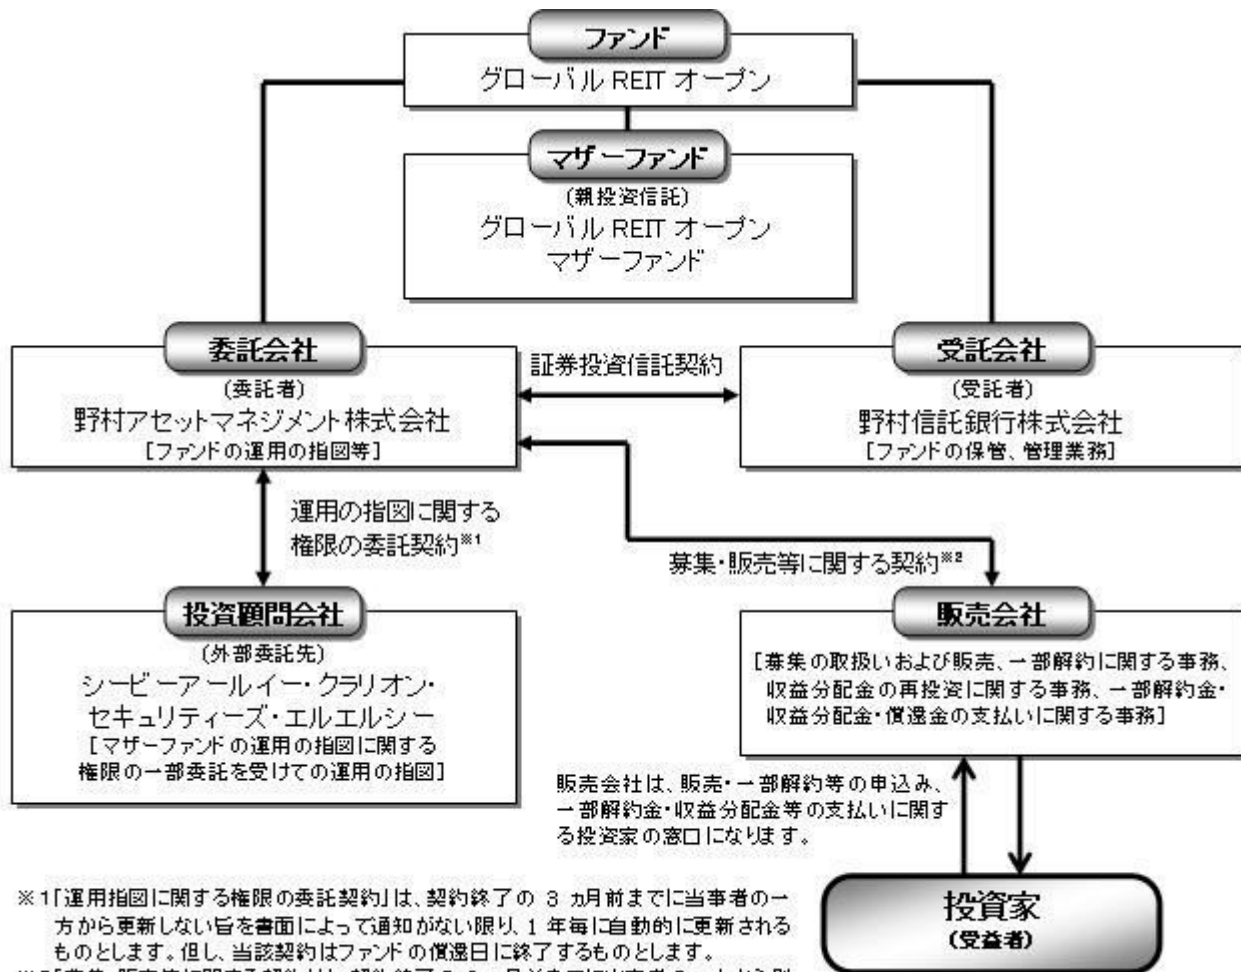 ファンド
グローバル REIT オープン
マザーファンド
(親投資信託)
グローバル REIT オープン
マザーファンド
委託会社
(委託者)
野村アセットマネジメント株式会社
[ファンドの運用の指図等]
証券投資信託契約
受託会社
(受託者)
野村信託銀行株式会社
[ファンドの保管、管理業務]
運用の指図に関する
権限の委託契約※1
募集・販売等に関する契約※2
投資顧問会社
(外部委託先)
シービーアールイー・クラリオン・
セキュリティーズ・エルエルシー
[マザーファンドの運用の指図に関する
権限の一部委託を受けての運用の指図]
販売会社
[募集の取扱いおよび販売、一部解約に関する事務、
収益分配金の再投資に関する事務、一部解約金・
収益分配金・償還金の支払いに関する事務]
販売会社は、販売・一部解約等の申込み、
一部解約金・収益分配金等の支払いに関す
る投資家の窓口になります。
投資家
(受益者)
※1「運用指図に関する権限の委託契約」は、契約終了の 3 ヵ月前までに当事者の一
方から更新しない旨を書面によって通知がない限り、1 年毎に自動的に更新される
ものとします。但し、当該契約はファンドの償還日に終了するものとします。